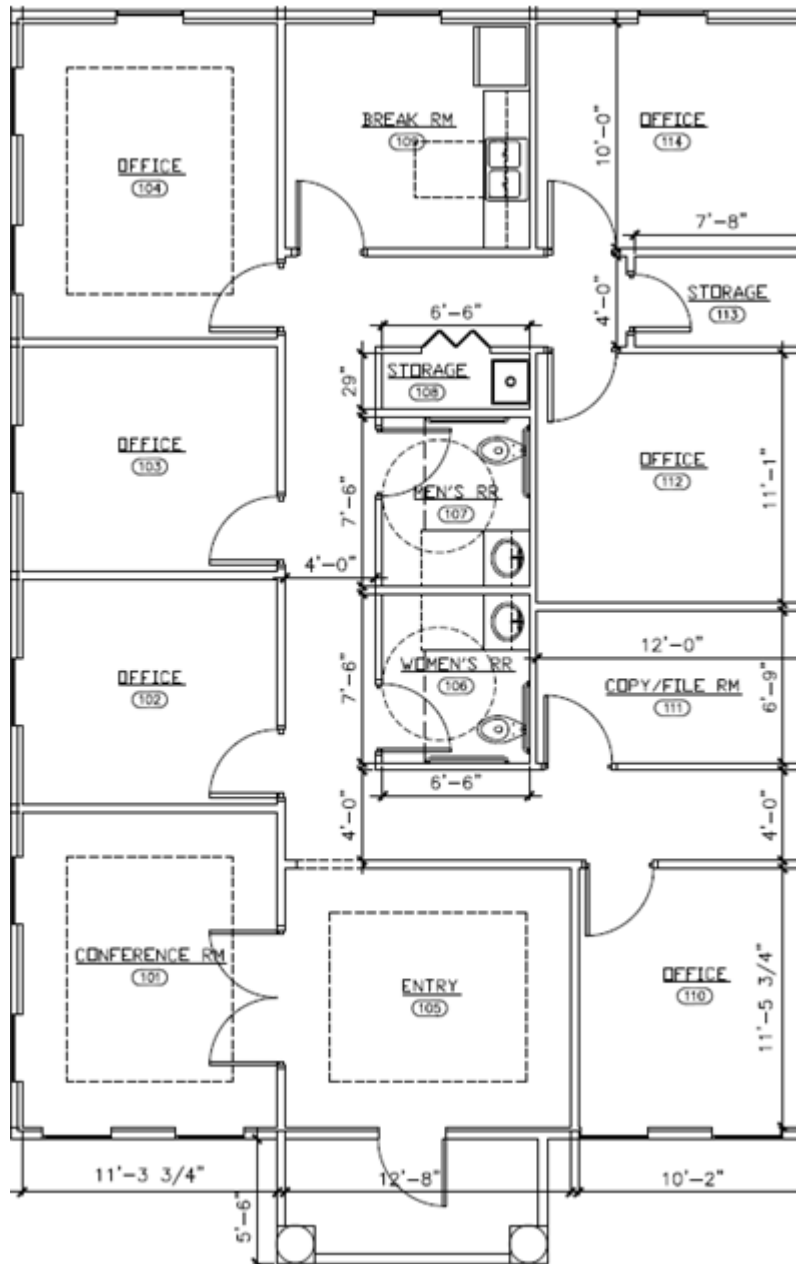 BREAK RM
109
OFFICE
114
OFFICE
104
10'-0"
7'-8"
STORAGE
113
4'-0"
6'-6"
STORAGE
108
29"
OFFICE
103
MEN'S RR
107
7'-6"
OFFICE
112
11'-1"
4'-0"
12'-0"
OFFICE
102
WOMEN'S RR
106
7'-6"
COPY/FILE RM
111
6'-9"
6'-6"
4'-0"
4'-0"
CONFERENCE RM
101
ENTRY
105
OFFICE
110
11'-5 3/4"
11'-3 3/4"
12'-8"
10'-2"
5'-6"